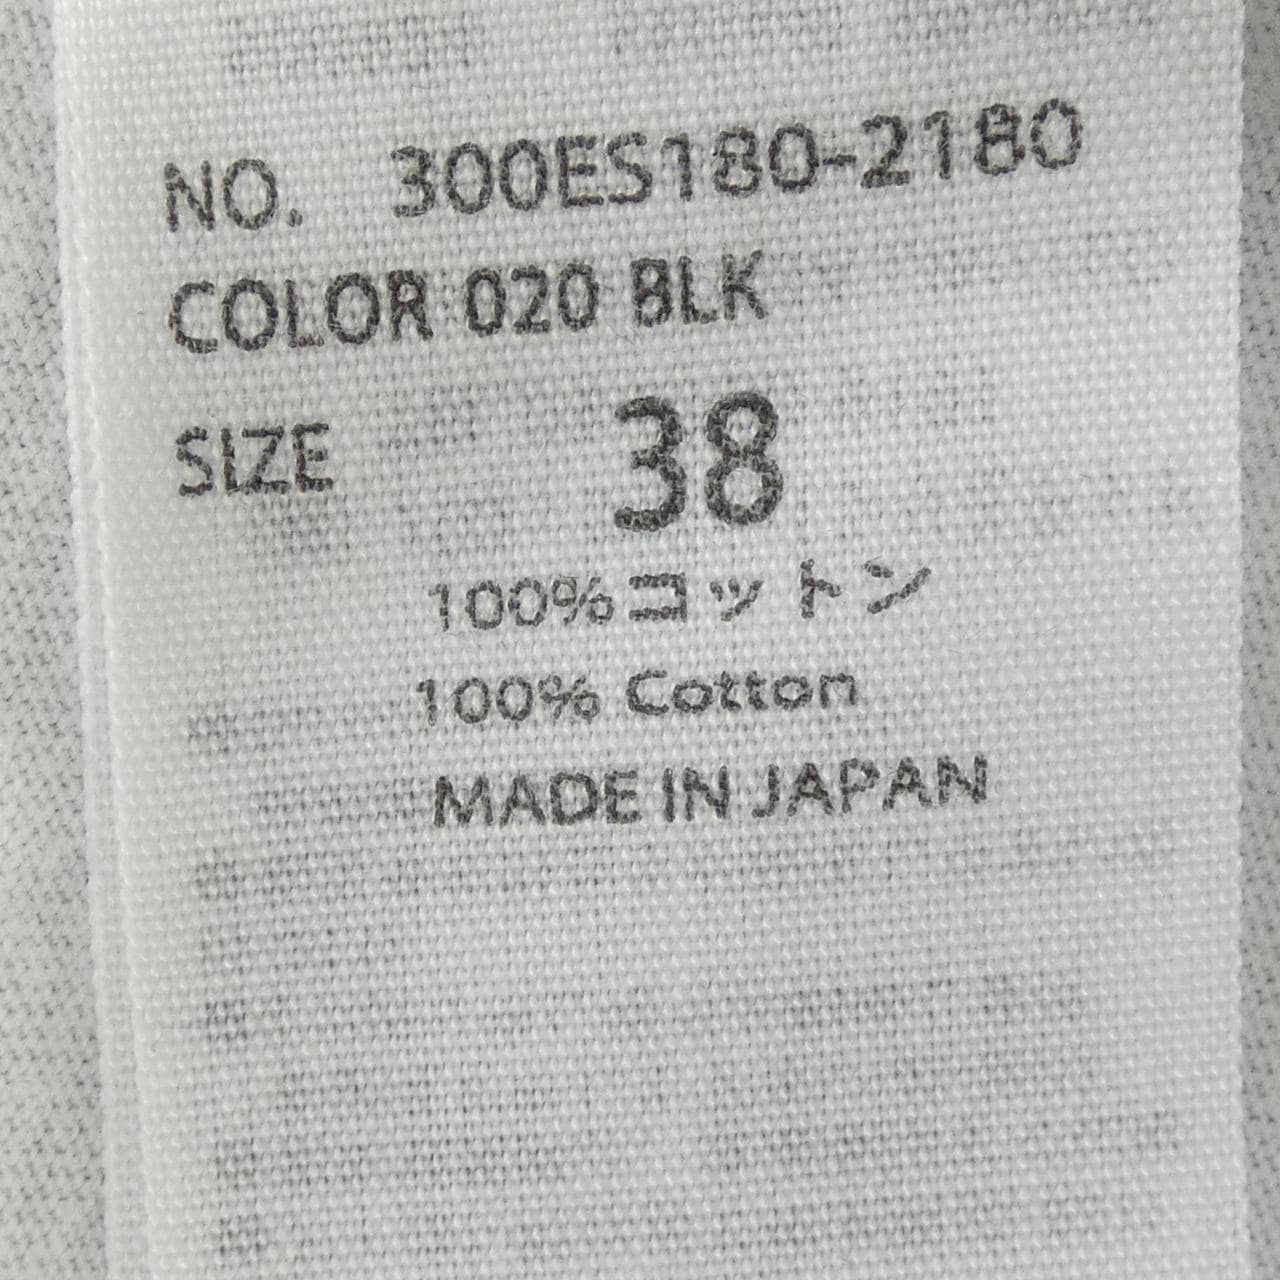 NO. 300ES180-2180
COLOR 020 BLK
SIZE 38
100%コットン
100% Cotton
MADE IN JAPAN